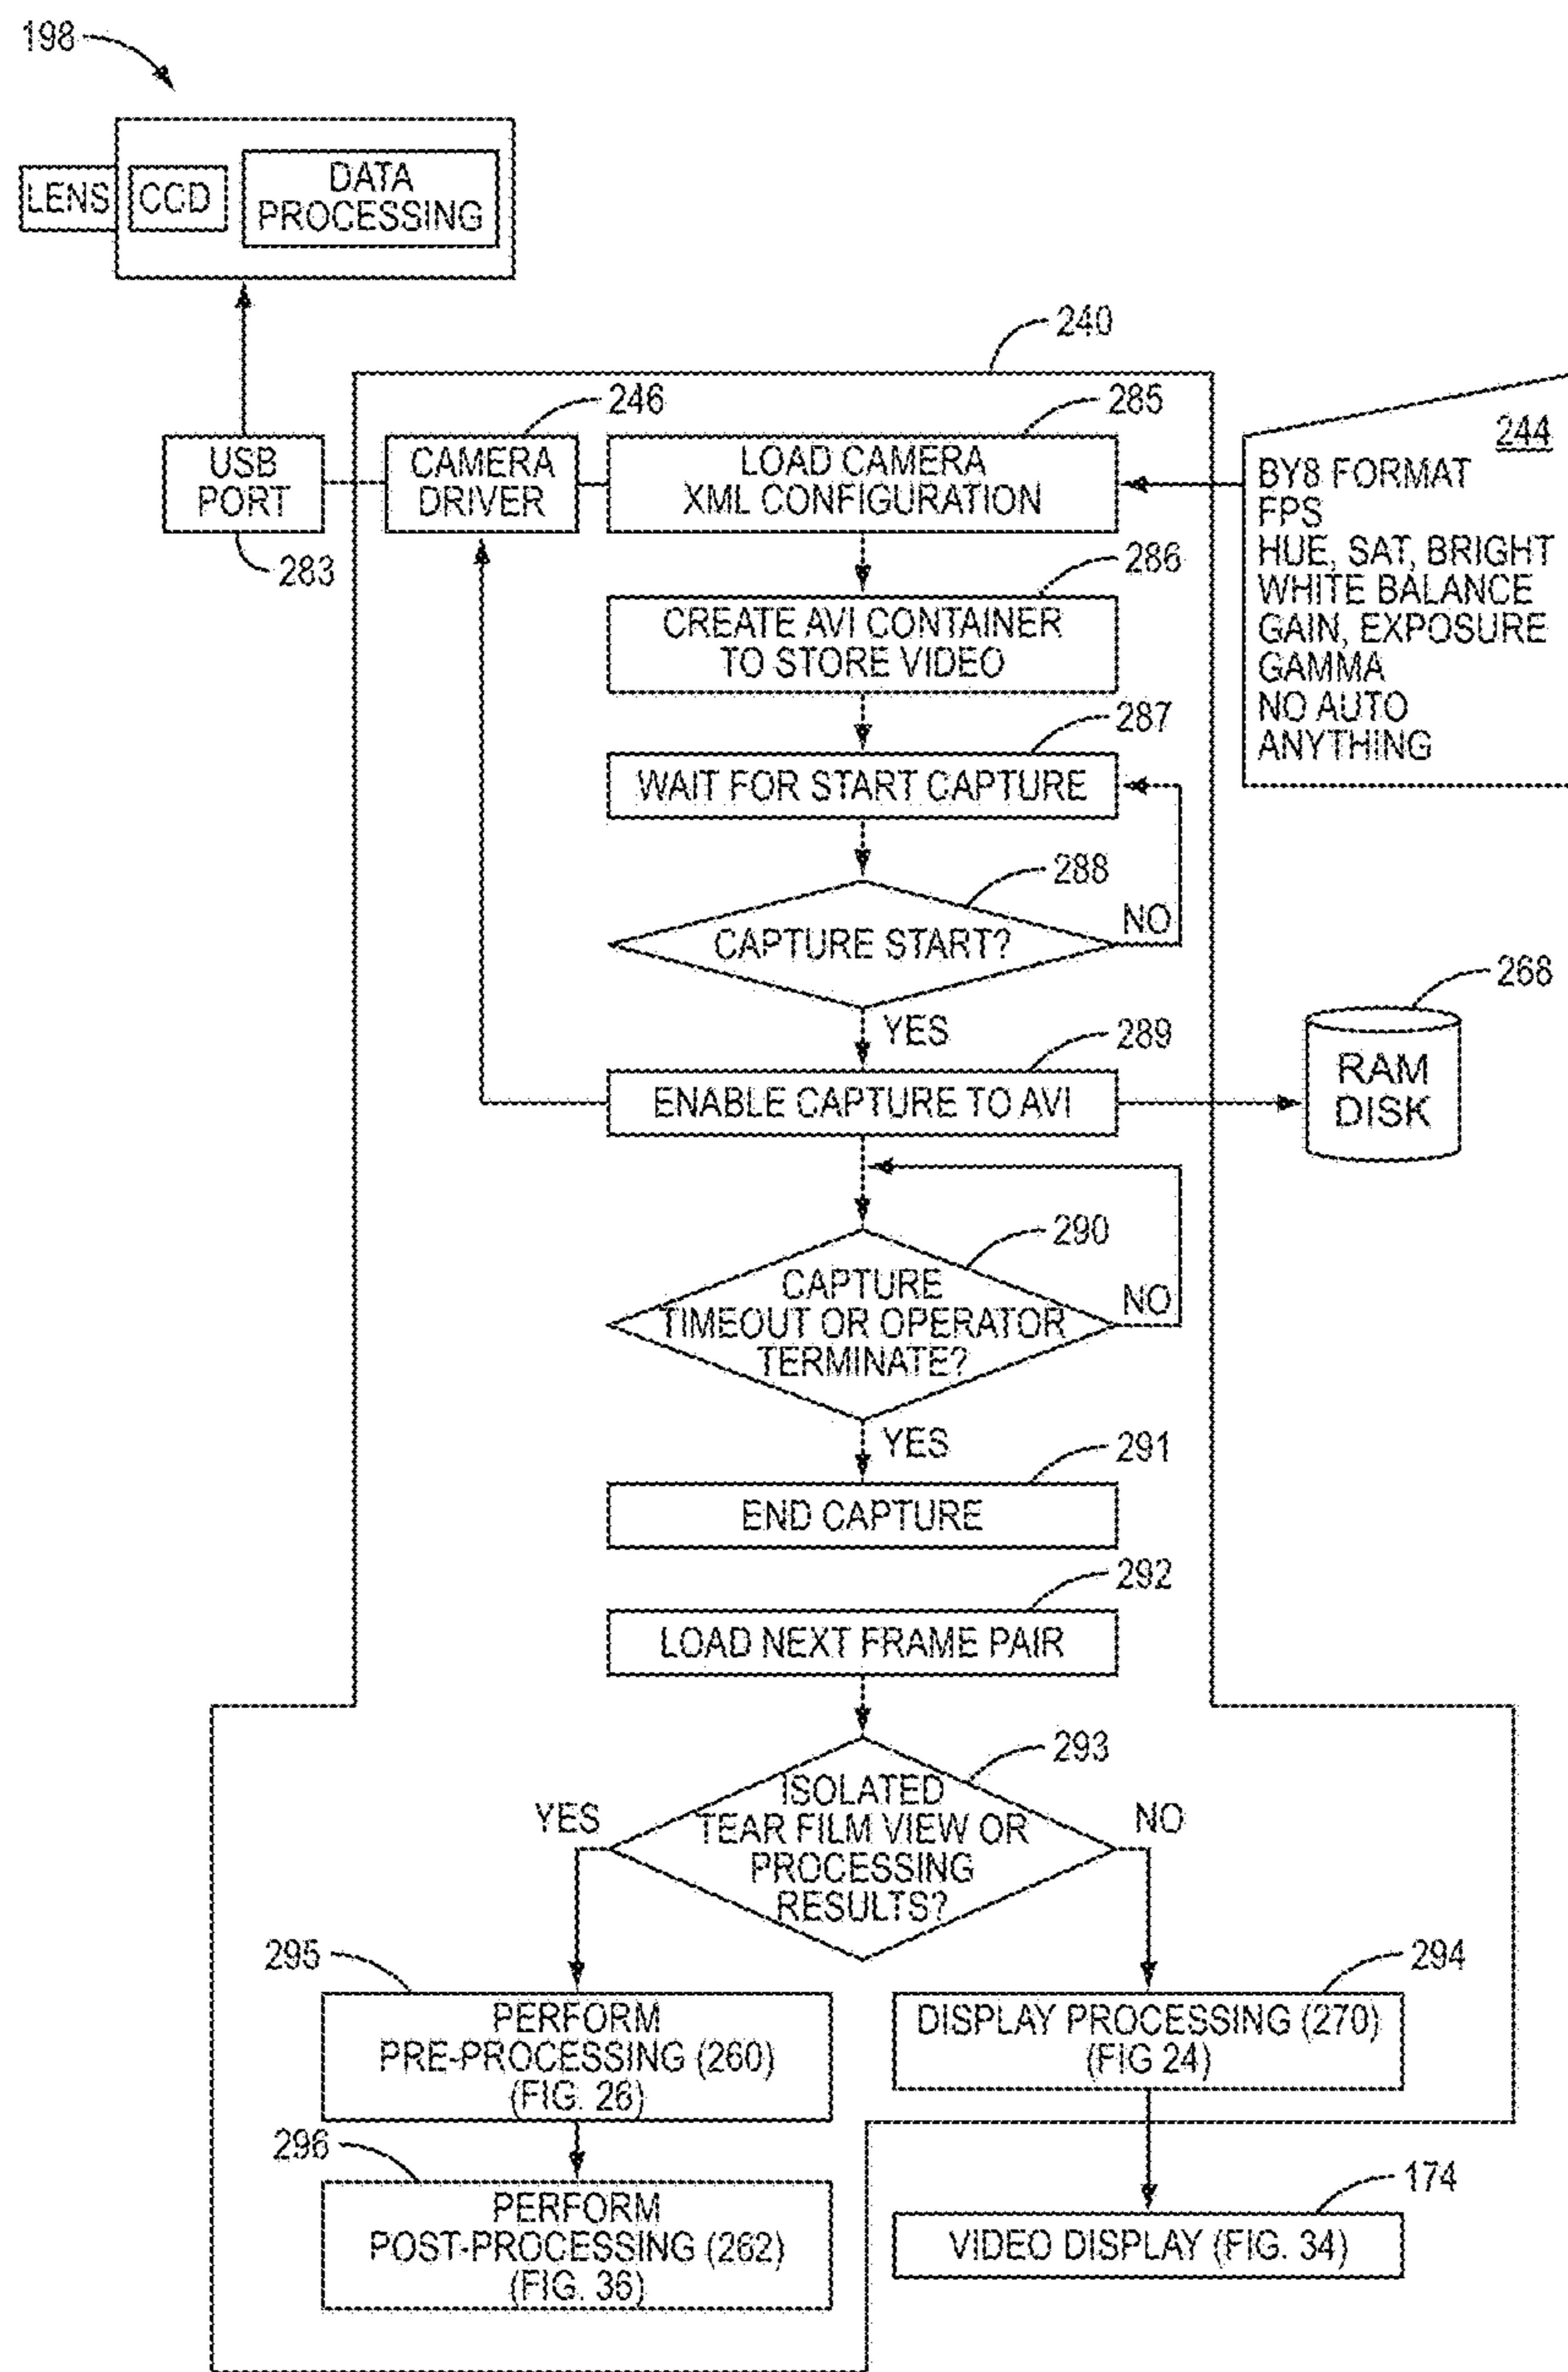 198
LENS
CCD
DATA
PROCESSING
240
246
285
244
USB
PORT
CAMERA
DRIVER
LOAD CAMERA
XML CONFIGURATION
BY8 FORMAT
FPS
HUE, SAT, BRIGHT
WHITE BALANCE
GAIN, EXPOSURE
GAMMA
NO AUTO
ANYTHING
283
286
CREATE AVI CONTAINER
TO STORE VIDEO
287
WAIT FOR START CAPTURE
288
CAPTURE START?
NO
YES
289
268
ENABLE CAPTURE TO AVI
RAM
DISK
290
CAPTURE
TIMEOUT OR OPERATOR
TERMINATE?
NO
YES
291
END CAPTURE
292
LOAD NEXT FRAME PAIR
293
ISOLATED
TEAR FILM VIEW OR
PROCESSING
RESULTS?
YES
NO
295
PERFORM
PRE-PROCESSING (260)
(FIG. 26)
294
DISPLAY PROCESSING (270)
(FIG 24)
296
PERFORM
POST-PROCESSING (262)
(FIG. 36)
174
VIDEO DISPLAY (FIG. 34)